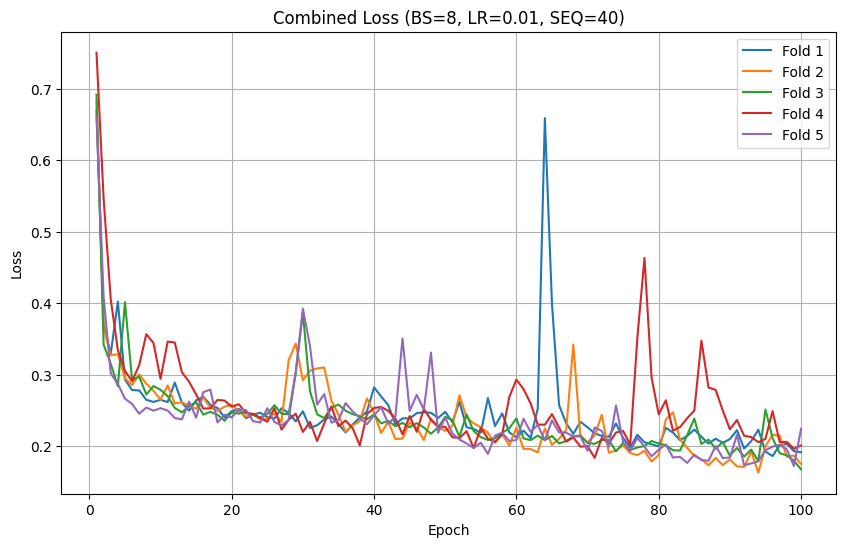 Combined Loss (BS=8, LR=0.01, SEQ=40)
Fold 1
Fold 2
Fold 3
Fold 4
Fold 5
Loss
0.7
0.6
0.5
0.4
0.3
0.2
0
20
40
60
80
100
Epoch